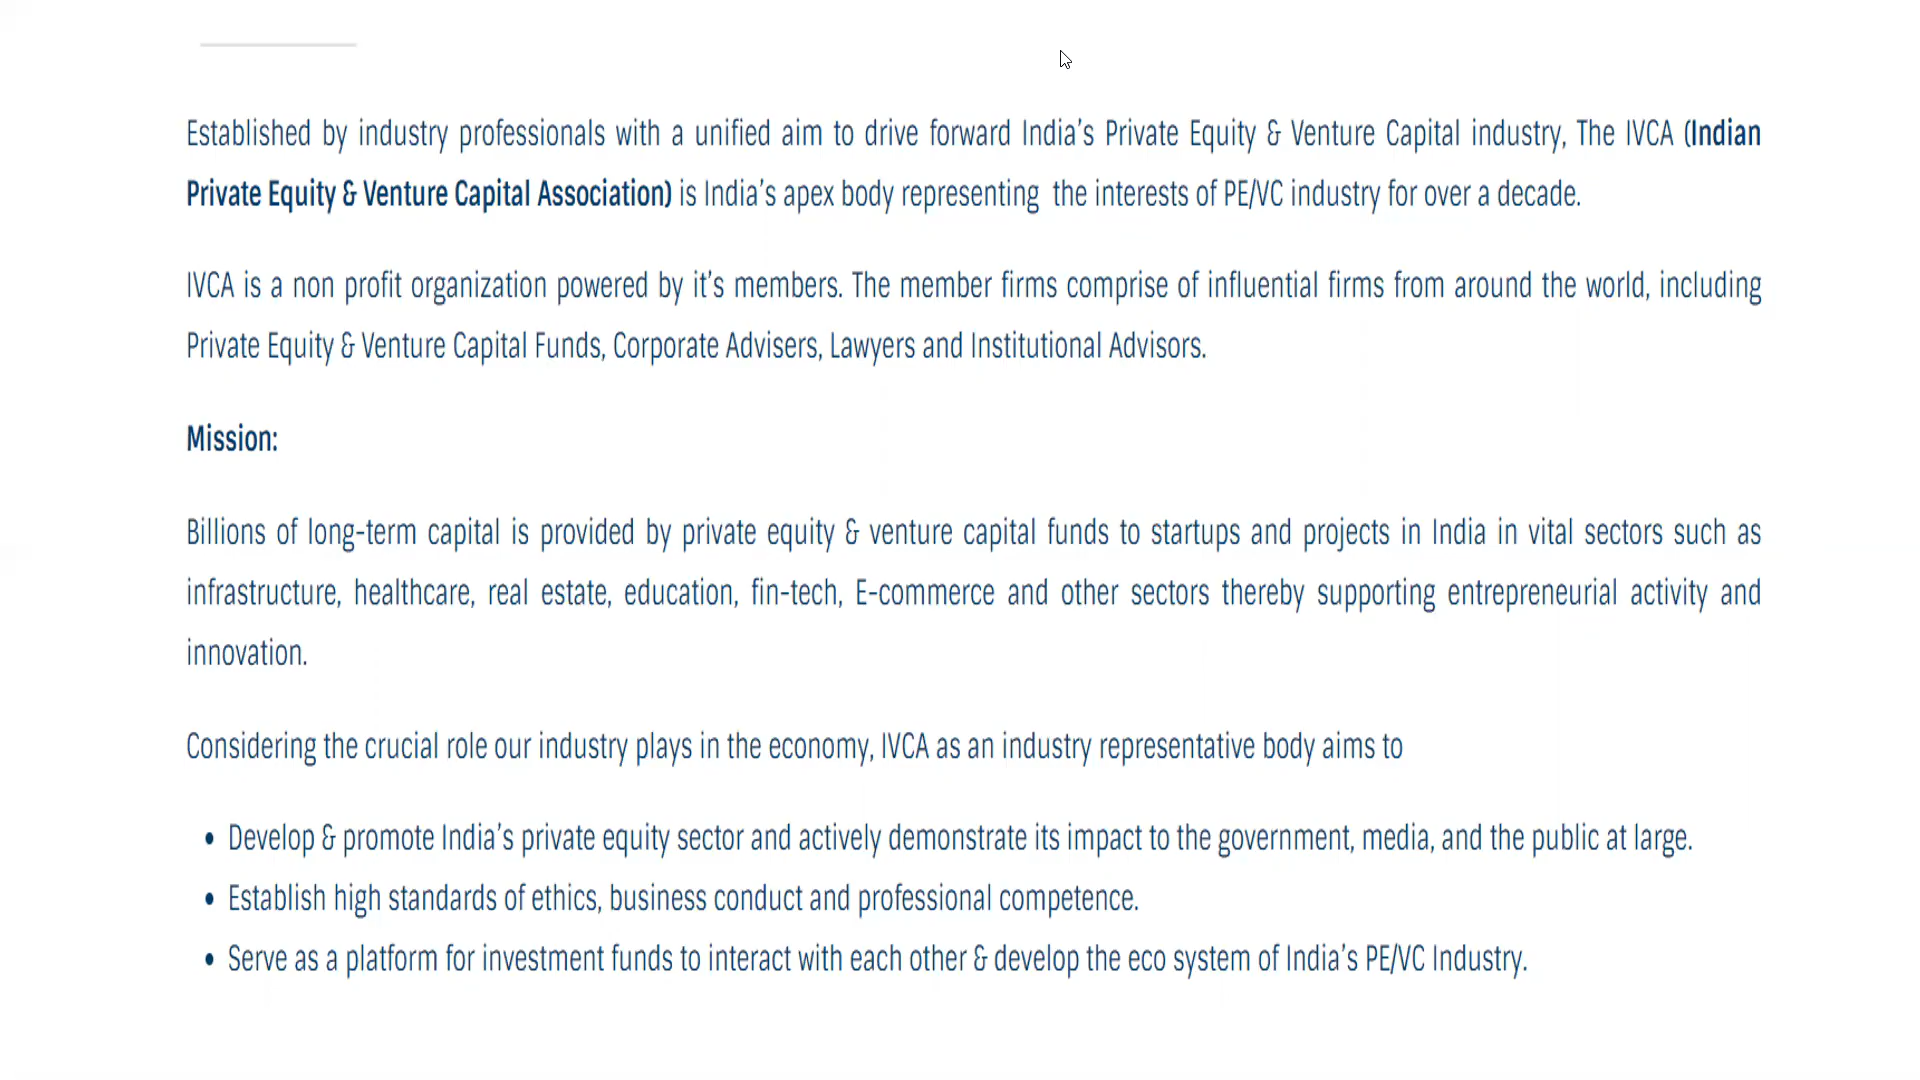 Established by industry professionals with a unified aim to drive forward India's Private Equity & Venture Capital industry, The IVCA (Indian
Private Equity & Venture Capital Association) is India's apex body representing  the interests of PE/VC industry for over a decade.
IVCA is a non profit organization powered by it's members. The member firms comprise of influential firms from around the world, including
Private Equity & Venture Capital Funds, Corporate Advisers, Lawyers and Institutional Advisors.
Mission:
Billions of long-term capital is provided by private equity & venture capital funds to startups and projects in India in vital sectors such as
infrastructure, healthcare, real estate, education, fin-tech, E-commerce and other sectors thereby supporting entrepreneurial activity and
innovation.
Considering the crucial role our industry plays in the economy, IVCA as an industry representative body aims to
• Develop & promote India's private equity sector and actively demonstrate its impact to the government, media, and the public at large.
• Establish high standards of ethics, business conduct and professional competence.
• Serve as a platform for investment funds to interact with each other & develop the eco system of India's PE/VC Industry.